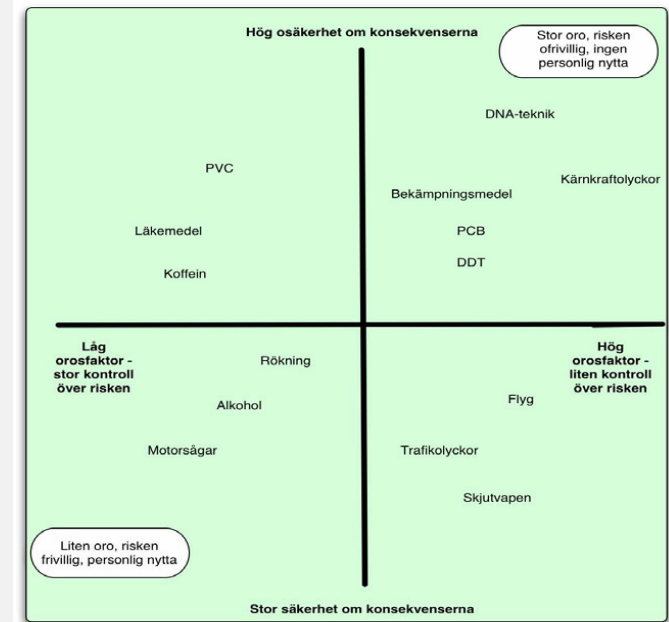 Hög osäkerhet om konsekvenserna
Stor oro, risken
ofrivillig, ingen
personlig nytta
DNA-teknik
PVC
Kärnkraftolyckor
Bekämpningsmedel
Läkemedel
PCB
DDT
Koffein
Låg
orosfaktor -
stor kontroll
över risken
Hög
orosfaktor -
liten kontroll
över risken
Rökning
Alkohol
Flyg
Motorsågar
Trafikolyckor
Skjutvapen
Liten oro, risken
frivillig, personlig nytta
Stor säkerhet om konsekvenserna